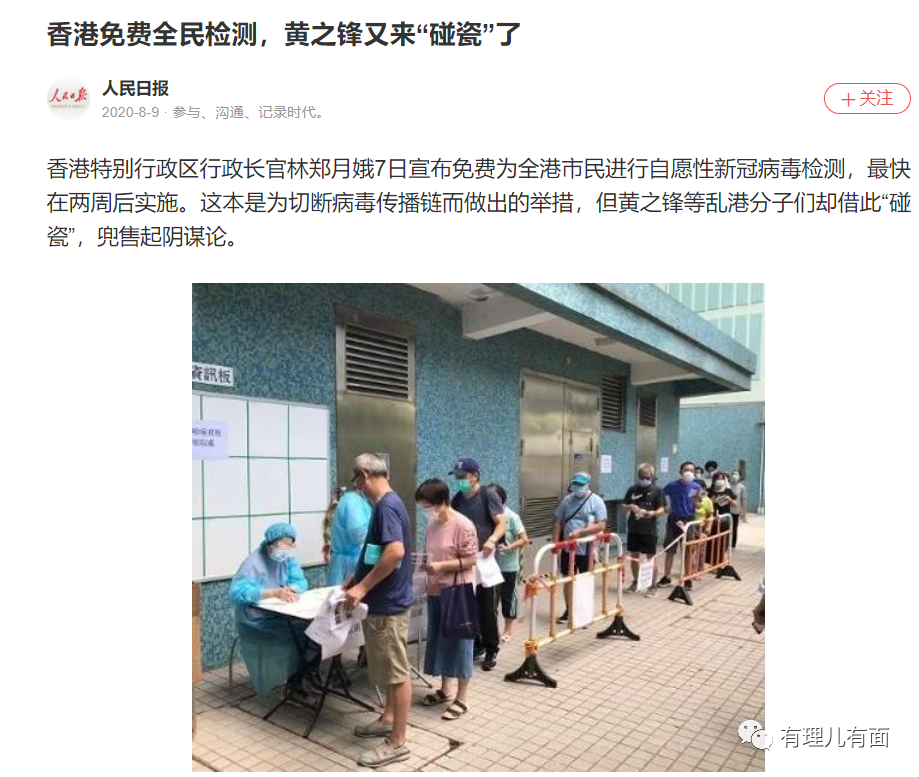 香港免费全民检测，黄之锋又来“碰瓷”了
人民日报
人民日报
2020-8-9 · 参与、沟通、记录时代。
＋关注
香港特别行政区行政长官林郑月娥7日宣布免费为全港市民进行自愿性新冠病毒检测，最快
在两周后实施。这本是为切断病毒传播链而做出的举措，但黄之锋等乱港分子们却借此“碰
瓷”，兜售起阴谋论。
資訊板
有理儿有面